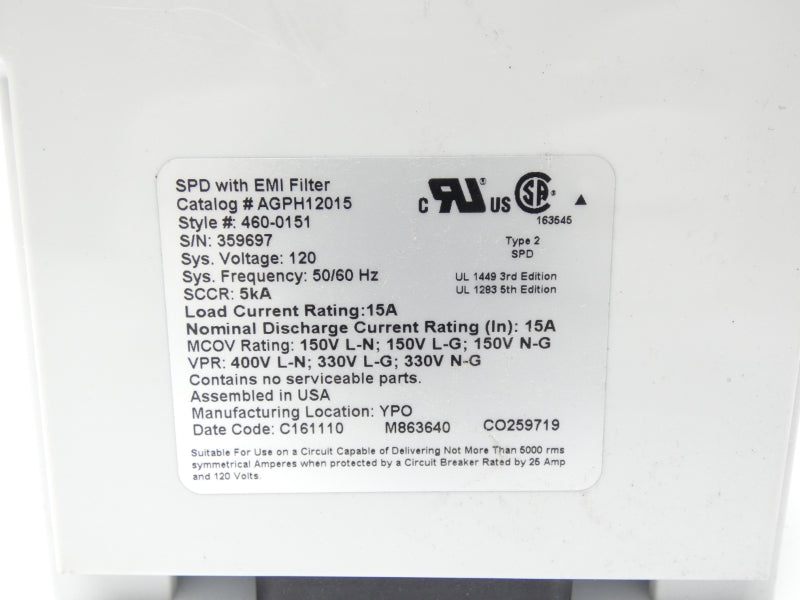 SPD with EMI Filter
Catalog # AGPH12015
Style #: 460-0151
S/N: 359697
Sys. Voltage: 120
Sys. Frequency: 50/60 Hz
SCCR: 5kA
Load Current Rating:15A
Nominal Discharge Current Rating (In): 15A
MCOV Rating: 150V L-N; 150V L-G; 150V N-G
VPR: 400V L-N; 330V L-G; 330V N-G
Contains no serviceable parts.
Assembled in USA
Manufacturing Location: YPO
Date Code: C161110 M863640 CO259719
Suitable For Use on a Circuit Capable of Delivering Not More Than 5000 rms
symmetrical Amperes when protected by a Circuit Breaker Rated by 25 Amp
and 120 Volts.
C RU® US SA® ▲
163545
Type 2
SPD
UL 1449 3rd Edition
UL 1283 5th Edition